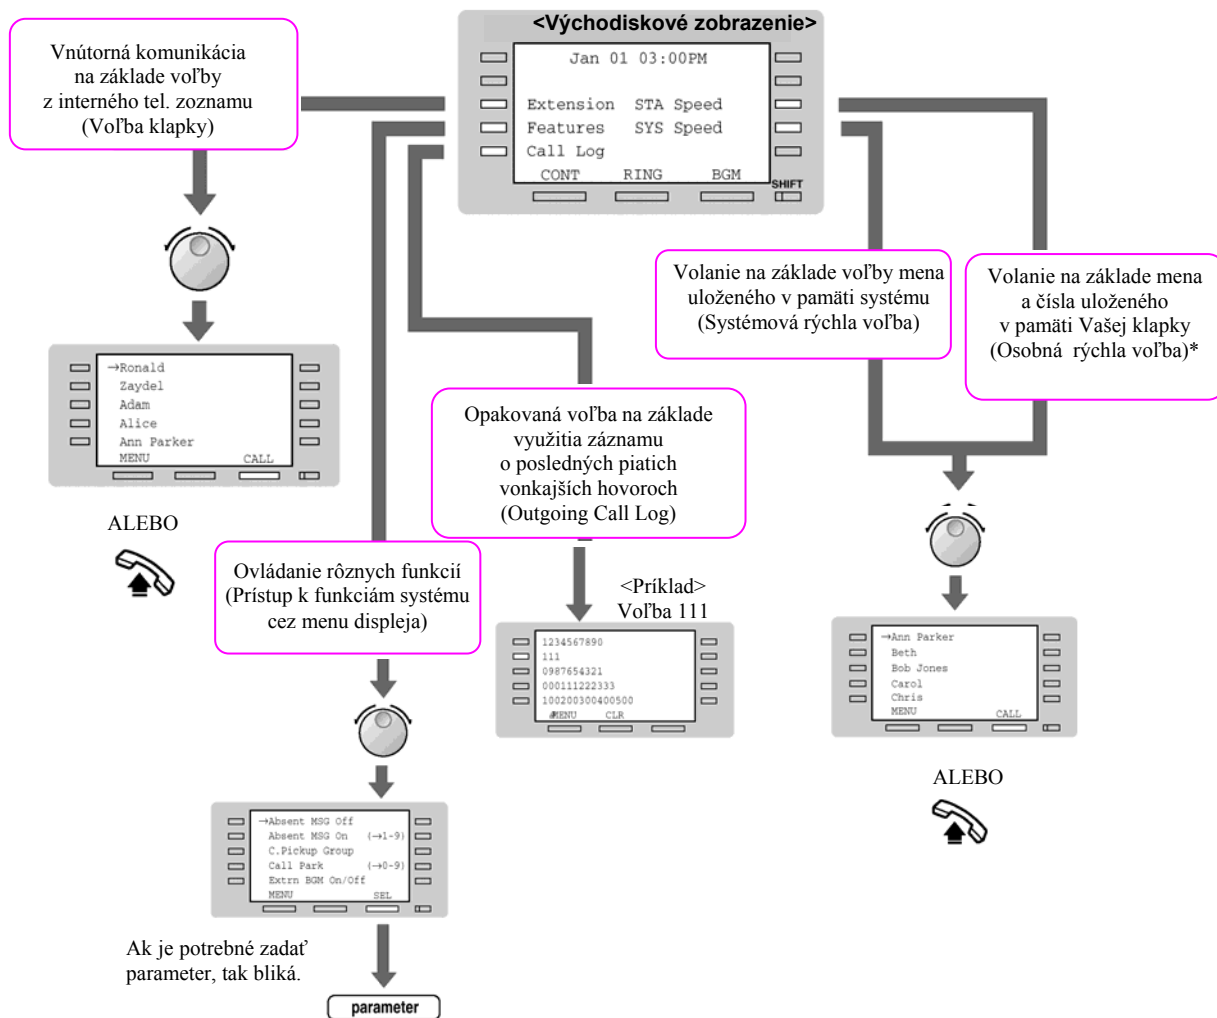 <Východiskové zobrazenie>
Jan 01 03:00PM
Extension STA Speed
Features SYS Speed
Call Log
CONT RING BGM
SHIFT
Vnútorná komunikácia
na základe voľby
z interného tel. zoznamu
(Voľba klapky)
→Ronald
Zaydel
Adam
Alice
Ann Parker
MENU CALL
ALEBO
Ovládanie rôznych funkcií
(Prístup k funkciám systému
cez menu displeja)
→Absent MSG Off
Absent MSG On (→1-9)
C.Pickup Group
Call Park (→0-9)
Extrn BGM On/Off
MENU SEL
Ak je potrebné zadať
parameter, tak bliká.
parameter
Opakovaná voľba na základe
využitia záznamu
o posledných piatich
vonkajších hovoroch
(Outgoing Call Log)
<Príklad>
Voľba 111
1234567890
111
0987654321
000111222333
100200300400500
MENU CLR
Volanie na základe voľby mena
uloženého v pamäti systému
(Systémová rýchla voľba)
Volanie na základe mena
a čísla uloženého
v pamäti Vašej klapky
(Osobná rýchla voľba)*
→Ann Parker
Beth
Bob Jones
Carol
Chris
MENU CALL
ALEBO